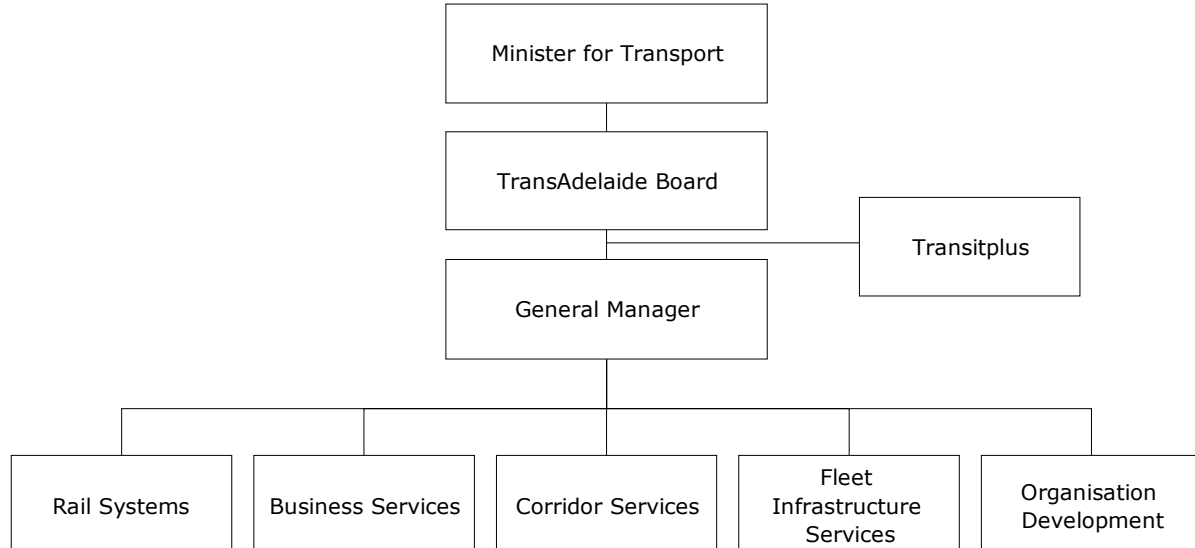 Minister for Transport
TransAdelaide Board
Transitplus
General Manager
Rail Systems
Business Services
Corridor Services
Fleet
Infrastructure
Services
Organisation
Development